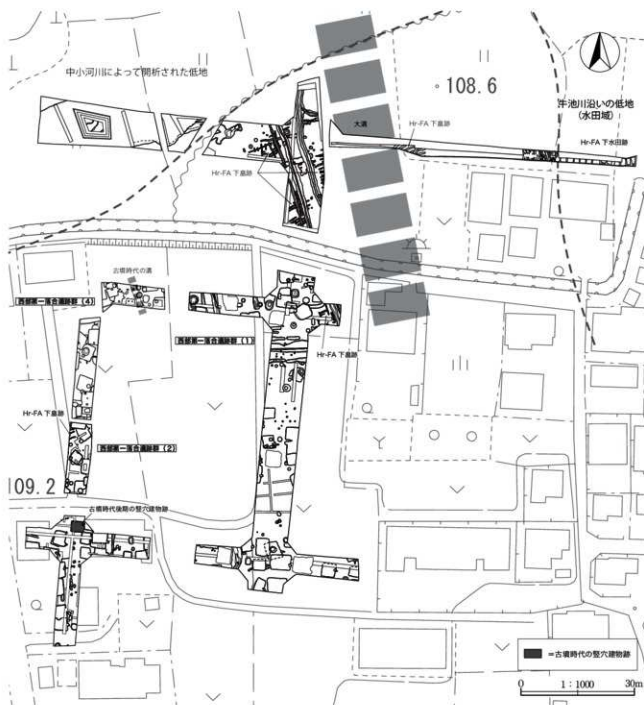 中小河川によって開析された低地
108.6
牛池川沿いの低地
(水田域)
大溝
Hr-FA 下畠跡
Hr-FA 下水田跡
Hr-FA 下畠跡
古墳時代の溝
西部第一落合遺跡群（4）
西部第一落合遺跡群（1）
Hr-FA 下畠跡
Hr-FA 下畠跡
西部第一落合遺跡群（2）
109.2
古墳時代後期の竪穴建物跡
=古墳時代の竪穴建物跡
0 1：1000 30m